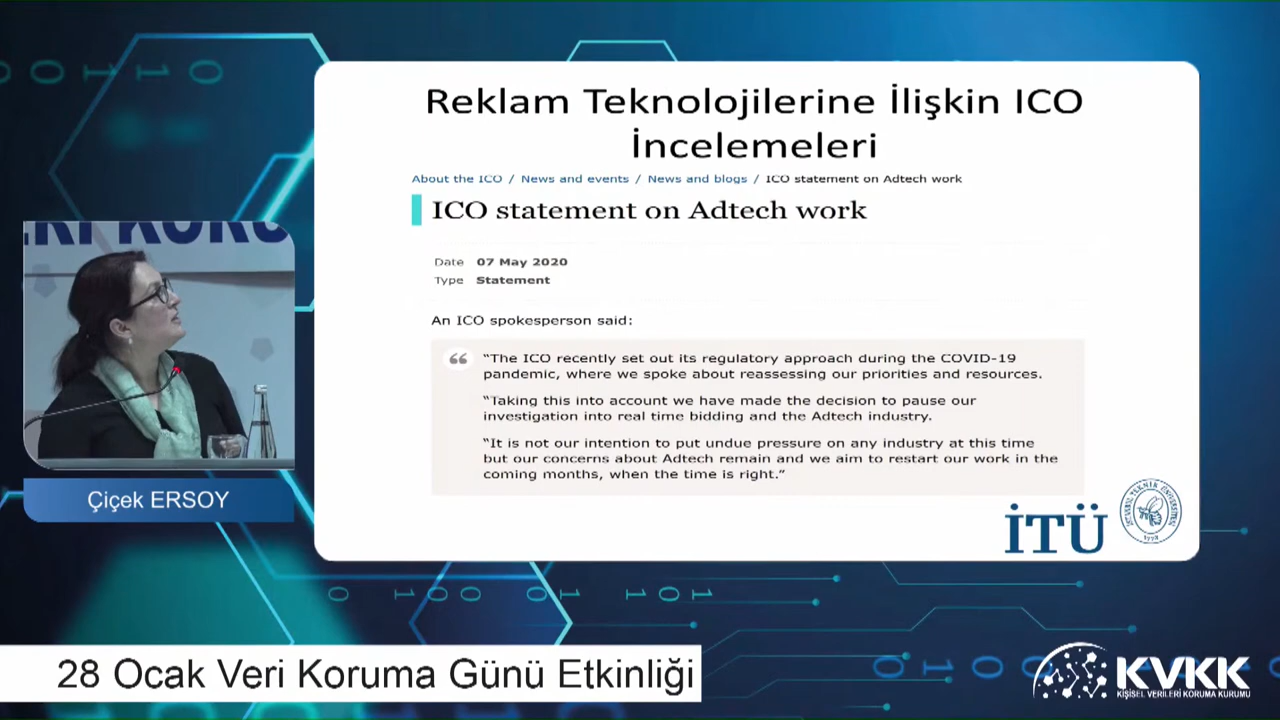 Reklam Teknolojilerine İlişkin ICO
İncelemeleri
About the ICO / News and events / News and blogs / ICO statement on Adtech work
ICO statement on Adtech work
Date 07 May 2020
Type Statement
An ICO spokesperson said:
“The ICO recently set out its regulatory approach during the COVID-19
pandemic, where we spoke about reassessing our priorities and resources.
“Taking this into account we have made the decision to pause our
investigation into real time bidding and the Adtech industry.
“It is not our intention to put undue pressure on any industry at this time
but our concerns about Adtech remain and we aim to restart our work in the
coming months, when the time is right.”
İTÜ
İSTANBUL TEKNİK ÜNİVERSİTESİ
1773
Çiçek ERSOY
28 Ocak Veri Koruma Günü Etkinliği
KVKK
KİŞİSEL VERİLERİ KORUMA KURUMU